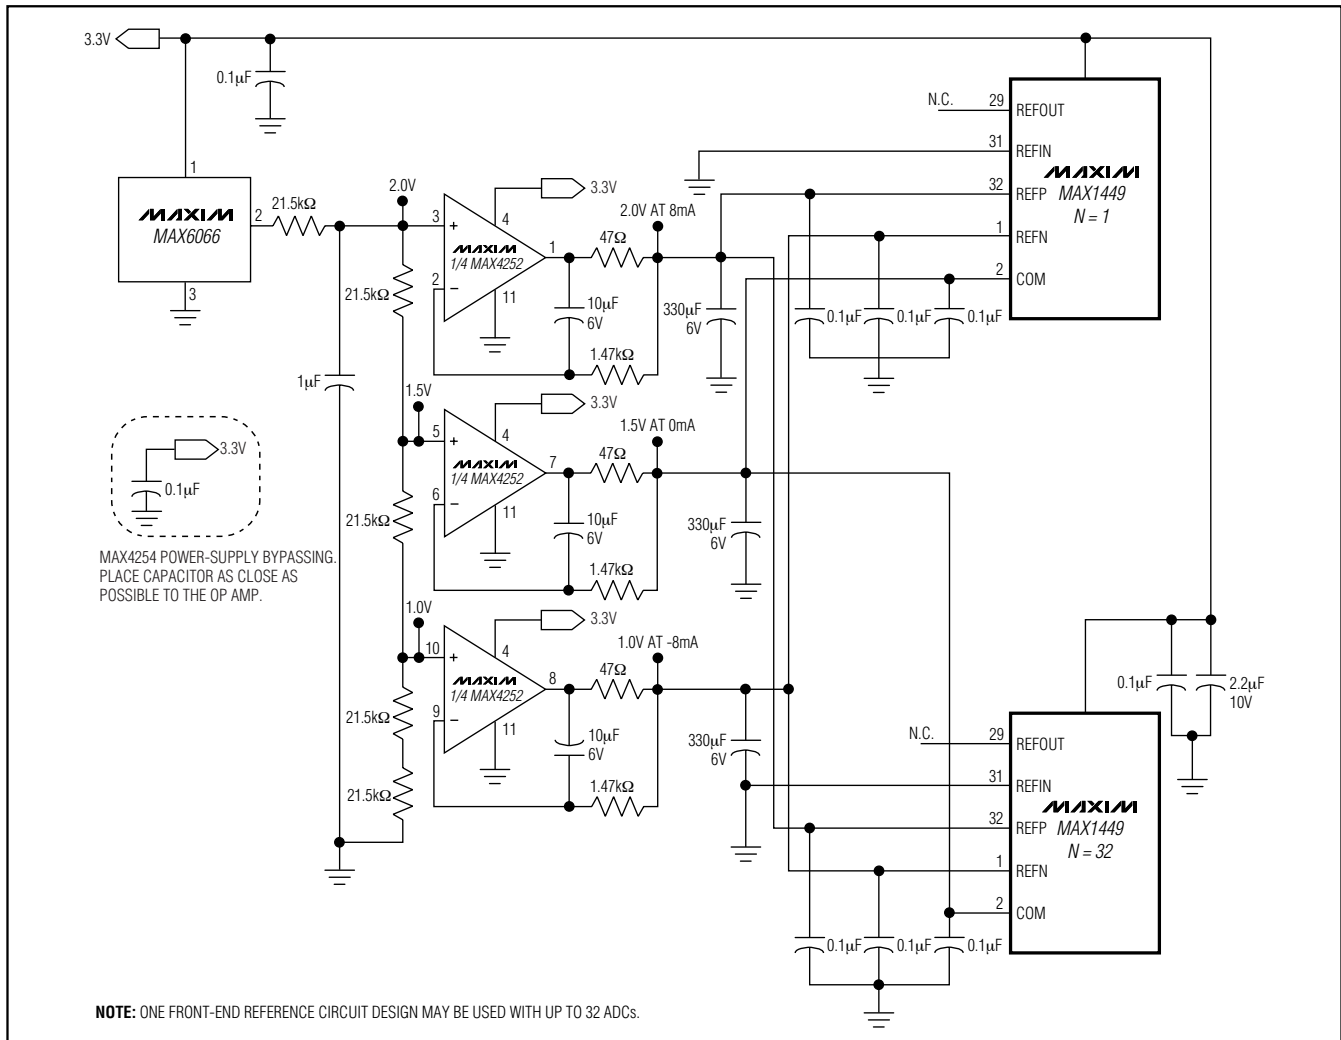 3.3V
0.1µF
1
MAXIM
MAX6066
2
3
21.5kΩ
2.0V
21.5kΩ
1µF
3
+
MAXIM
1/4 MAX4252
2
−
4
3.3V
11
1
47Ω
2.0V AT 8mA
10µF
6V
1.47kΩ
330µF
6V
1.5V
5
+
MAXIM
1/4 MAX4252
6
−
4
3.3V
11
7
47Ω
1.5V AT 0mA
10µF
6V
1.47kΩ
330µF
6V
21.5kΩ
1.0V
10
+
MAXIM
1/4 MAX4252
9
−
4
3.3V
11
8
47Ω
1.0V AT -8mA
10µF
6V
1.47kΩ
330µF
6V
21.5kΩ
21.5kΩ
3.3V
0.1µF
MAX4254 POWER-SUPPLY BYPASSING.
PLACE CAPACITOR AS CLOSE AS
POSSIBLE TO THE OP AMP.
N.C.
29 REFOUT
31 REFIN
32 REFP
1 REFN
2 COM
MAXIM
MAX1449
N = 1
0.1µF
0.1µF
0.1µF
0.1µF
2.2µF
10V
N.C.
29 REFOUT
31 REFIN
32 REFP
1 REFN
2 COM
MAXIM
MAX1449
N = 32
0.1µF
0.1µF
0.1µF
NOTE: ONE FRONT-END REFERENCE CIRCUIT DESIGN MAY BE USED WITH UP TO 32 ADCs.